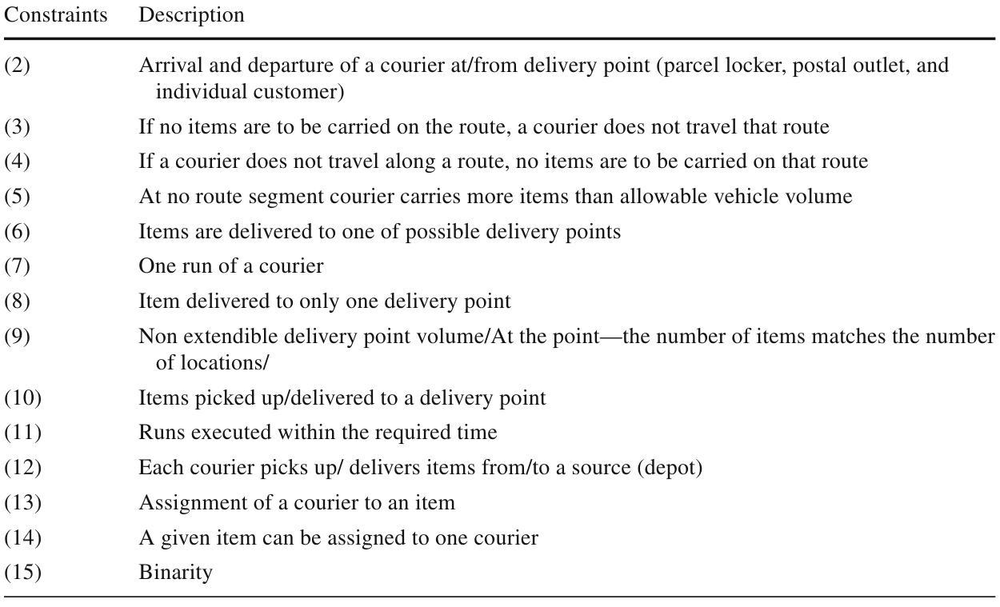 Constraints Description
(2) Arrival and departure of a courier at/from delivery point (parcel locker, postal outlet, and
individual customer)
(3) If no items are to be carried on the route, a courier does not travel that route
(4) If a courier does not travel along a route, no items are to be carried on that route
(5) At no route segment courier carries more items than allowable vehicle volume
(6) Items are delivered to one of possible delivery points
(7) One run of a courier
(8) Item delivered to only one delivery point
(9) Non extendible delivery point volume/At the point—the number of items matches the number
of locations/
(10) Items picked up/delivered to a delivery point
(11) Runs executed within the required time
(12) Each courier picks up/ delivers items from/to a source (depot)
(13) Assignment of a courier to an item
(14) A given item can be assigned to one courier
(15) Binarity